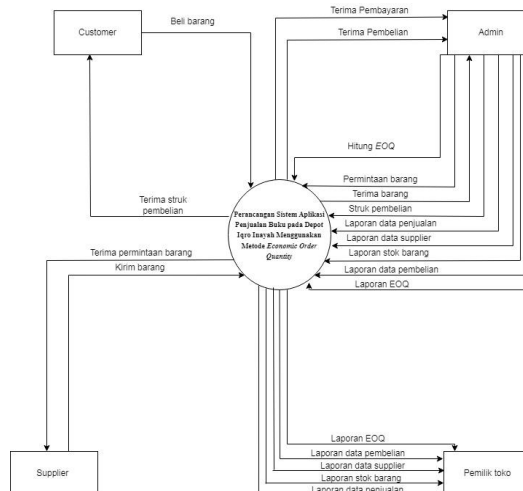 Terima Pembayaran
Beli barang
Customer
Terima Pembelian
Admin
Hitung EOQ
Permintaan barang
Terima barang
Terima struk
pembelian
Perancangan Sistem Aplikasi
Penjualan Buku pada Depot
Iqro Inayah Menggunakan
Metode Economic Order
Quantity
Struk pembelian
Laporan data penjualan
Laporan data supplier
Laporan stok barang
Terima permintaan barang
Kirim barang
Laporan data pembelian
Laporan EOQ
Laporan EOQ
Laporan data pembelian
Laporan data supplier
Laporan stok barang
Laporan data penjualan
Supplier
Pemilik toko